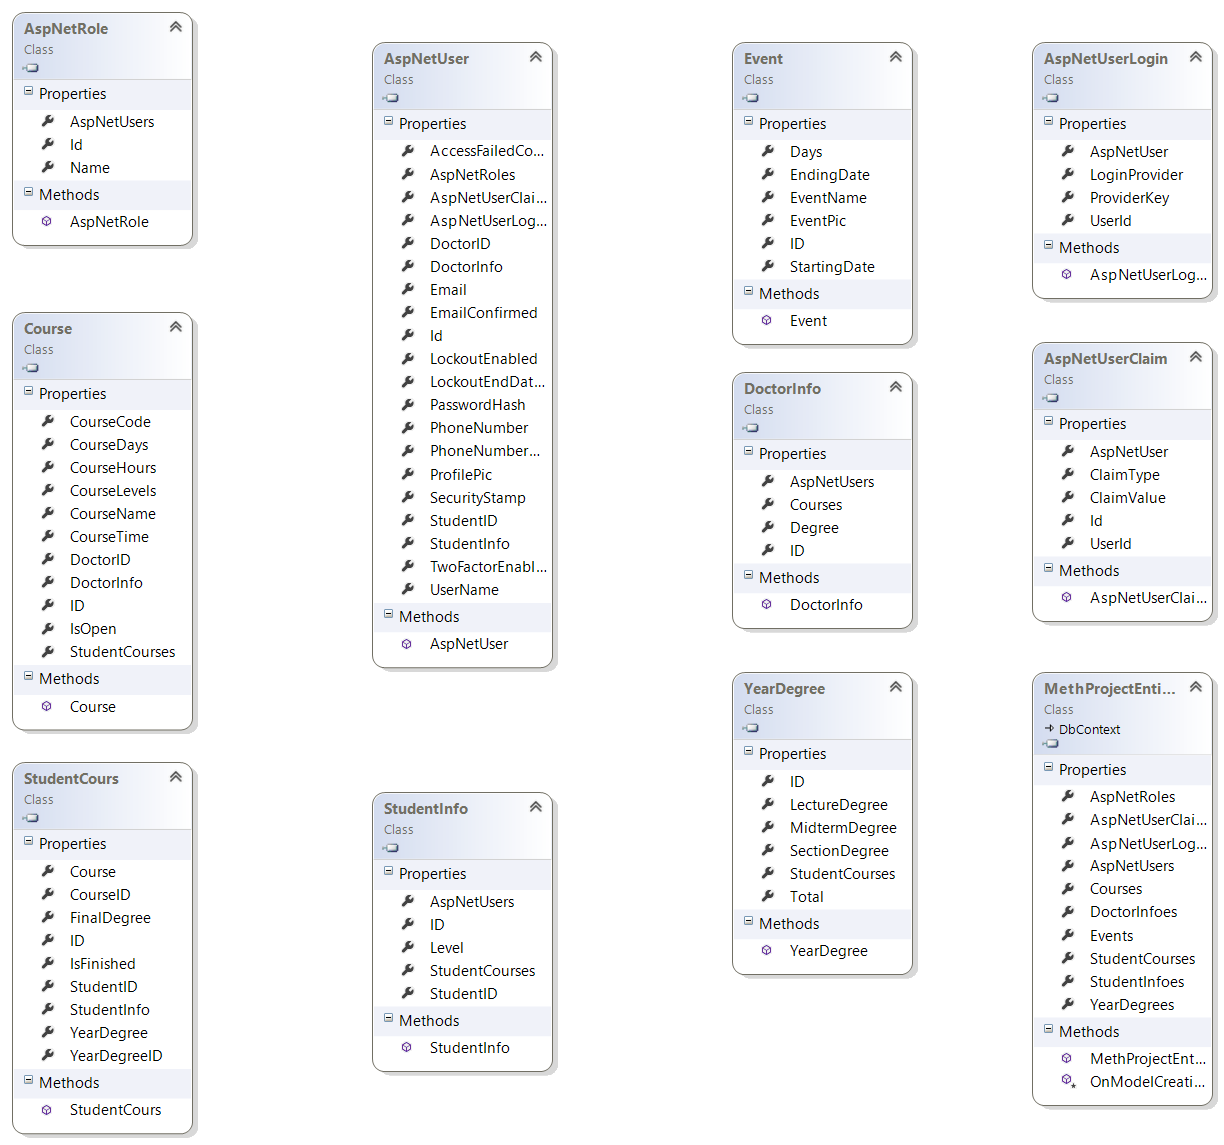 AspNetRole
Class
Properties
AspNetUsers
Id
Name
Methods
AspNetRole
Course
Class
Properties
CourseCode
CourseDays
CourseHours
CourseLevels
CourseName
CourseTime
DoctorID
DoctorInfo
ID
IsOpen
StudentCourses
Methods
Course
StudentCours
Class
Properties
Course
CourseID
FinalDegree
ID
IsFinished
StudentID
StudentInfo
YearDegree
YearDegreeID
Methods
StudentCours
AspNetUser
Class
Properties
AccessFailedCo...
AspNetRoles
AspNetUserClai...
AspNetUserLog...
DoctorID
DoctorInfo
Email
EmailConfirmed
Id
LockoutEnabled
LockoutEndDat...
PasswordHash
PhoneNumber
PhoneNumber...
ProfilePic
SecurityStamp
StudentID
StudentInfo
TwoFactorEnabl...
UserName
Methods
AspNetUser
StudentInfo
Class
Properties
AspNetUsers
ID
Level
StudentCourses
StudentID
Methods
StudentInfo
Event
Class
Properties
Days
EndingDate
EventName
EventPic
ID
StartingDate
Methods
Event
DoctorInfo
Class
Properties
AspNetUsers
Courses
Degree
ID
Methods
DoctorInfo
YearDegree
Class
Properties
ID
LectureDegree
MidtermDegree
SectionDegree
StudentCourses
Total
Methods
YearDegree
AspNetUserLogin
Class
Properties
AspNetUser
LoginProvider
ProviderKey
UserId
Methods
AspNetUserLog...
AspNetUserClaim
Class
Properties
AspNetUser
ClaimType
ClaimValue
Id
UserId
Methods
AspNetUserClai...
MethProjectEnti...
Class
DbContext
Properties
AspNetRoles
AspNetUserClai...
AspNetUserLog...
AspNetUsers
Courses
DoctorInfoes
Events
StudentCourses
StudentInfoes
YearDegrees
Methods
MethProjectEnt...
OnModelCreati...